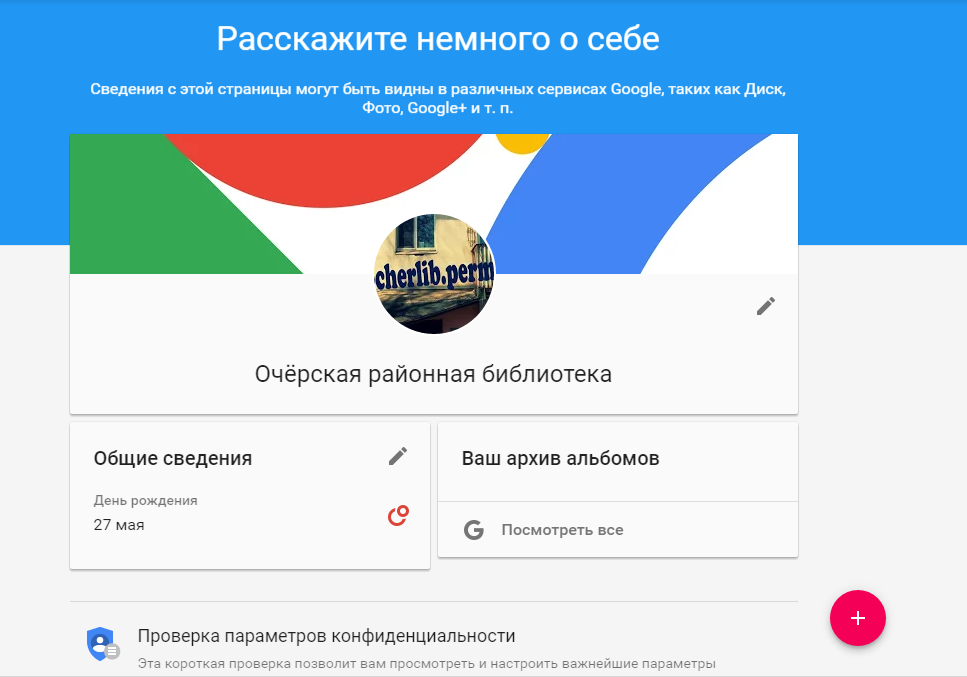 Расскажите немного о себе
Сведения с этой страницы могут быть видны в различных сервисах Google, таких как Диск,
Фото, Google+ и т. п.
cherlib.perm
Очёрская районная библиотека
Общие сведения
День рождения
27 мая
Ваш архив альбомов
Посмотреть все
Проверка параметров конфиденциальности
Эта короткая проверка позволит вам просмотреть и настроить важнейшие параметры